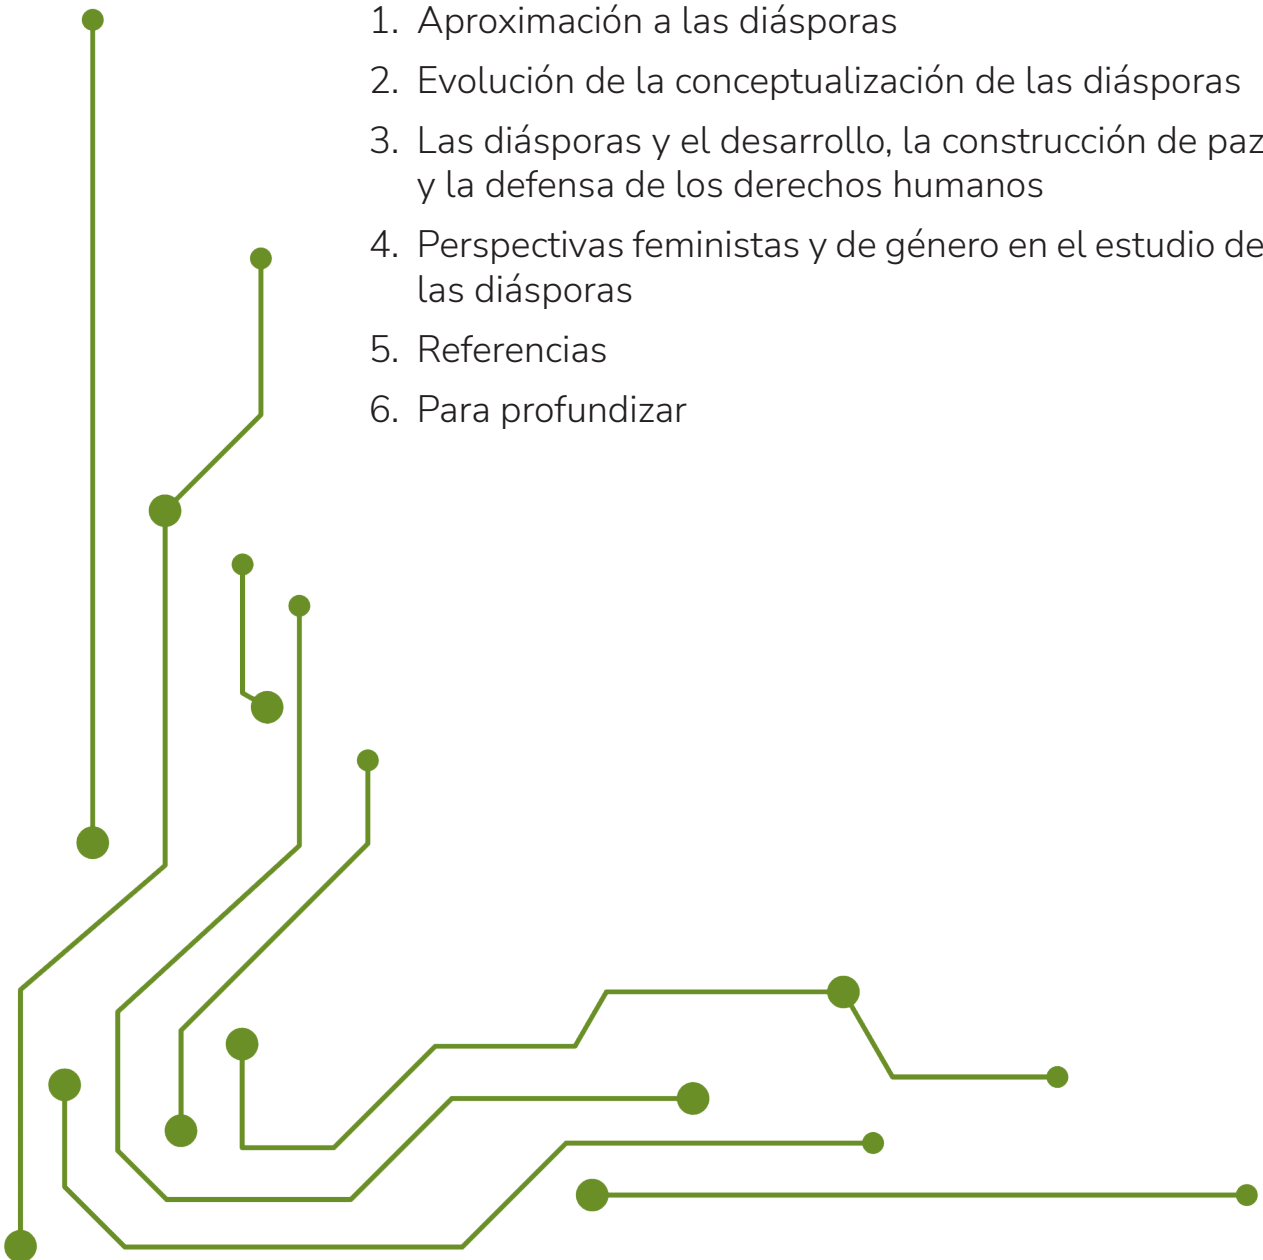 1. Aproximación a las diásporas
2. Evolución de la conceptualización de las diásporas
3. Las diásporas y el desarrollo, la construcción de paz
y la defensa de los derechos humanos
4. Perspectivas feministas y de género en el estudio de
las diásporas
5. Referencias
6. Para profundizar